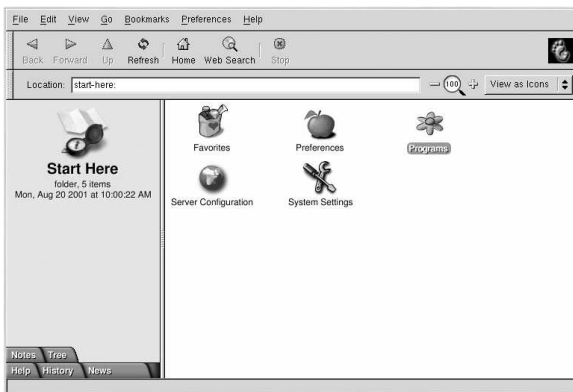 File Edit View Go Bookmarks Preferences Help
Back Forward Up Refresh Home Web Search Stop
Location: start-here: 100 View as Icons
Start Here
folder, 5 items
Mon, Aug 20 2001 at 10:00:22 AM
Favorites Preferences Programs
Server Configuration System Settings
Notes Tree
Help History News